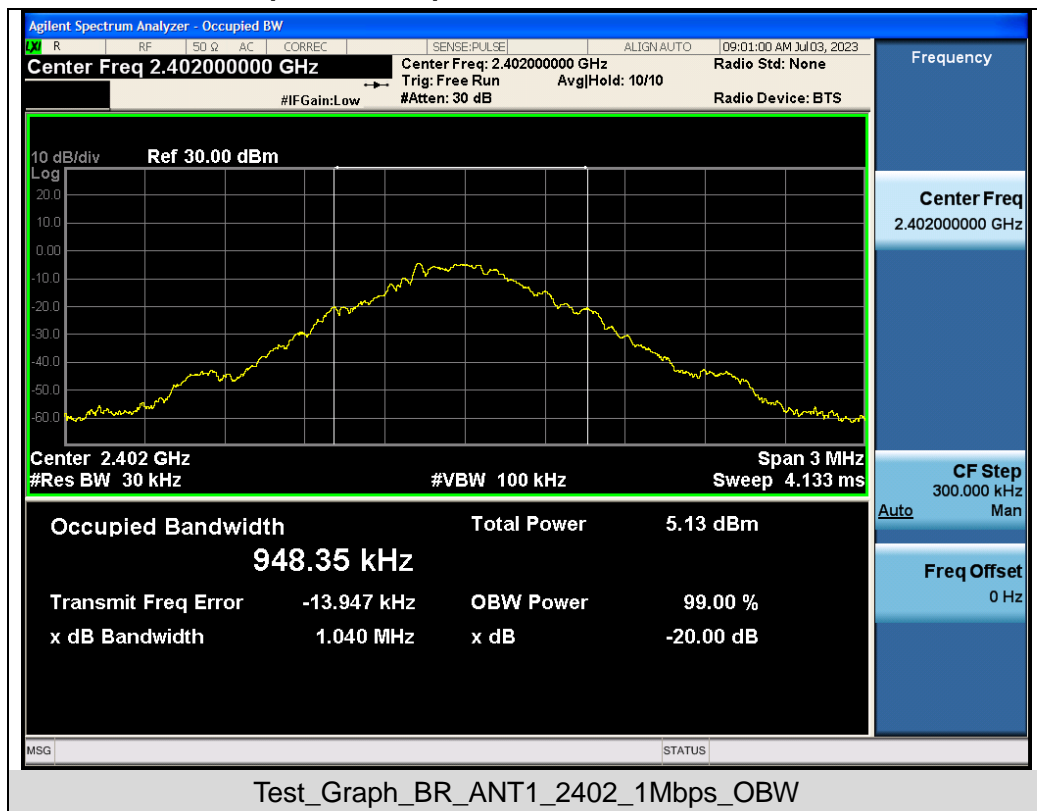 Agilent Spectrum Analyzer - Occupied BW
LXI R RF 50 Ω AC CORREC SENSE:PULSE ALIGN AUTO 09:01:00 AM Jul 03, 2023
Center Freq 2.402000000 GHz
Center Freq: 2.402000000 GHz
Radio Std: None
Trig: Free Run Avg|Hold: 10/10
#IFGain:Low
#Atten: 30 dB
Radio Device: BTS
10 dB/div Ref 30.00 dBm
Log
20.0
10.0
0.00
-10.0
-20.0
-30.0
-40.0
-50.0
-60.0
Center 2.402 GHz Span 3 MHz
#Res BW 30 kHz #VBW 100 kHz Sweep 4.133 ms
Occupied Bandwidth Total Power 5.13 dBm
948.35 kHz
Transmit Freq Error -13.947 kHz OBW Power 99.00 %
x dB Bandwidth 1.040 MHz x dB -20.00 dB
Frequency
Center Freq
2.402000000 GHz
CF Step
300.000 kHz
Auto Man
Freq Offset
0 Hz
MSG STATUS
Test_Graph_BR_ANT1_2402_1Mbps_OBW